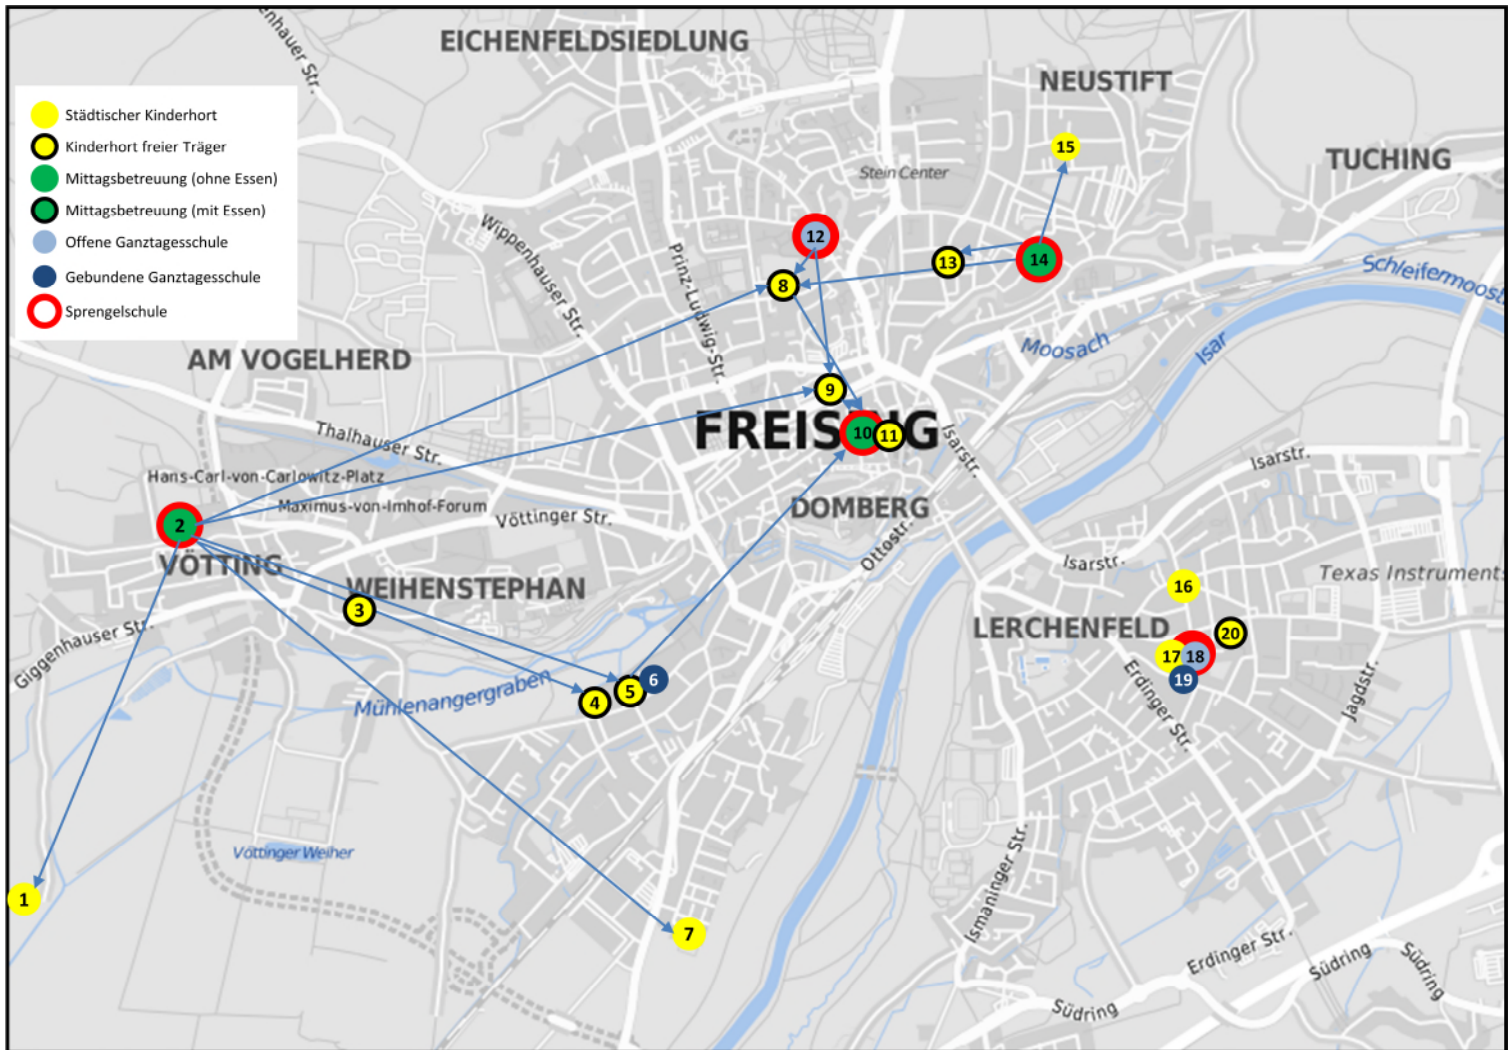 enhauer Str.
EICHENFELDSIEDLUNG
NEUSTIFT
TUCHING
Städtischer Kinderhort
Kinderhort freier Träger
Mittagsbetreuung (ohne Essen)
Mittagsbetreuung (mit Essen)
Offene Ganztagesschule
Gebundene Ganztagesschule
Sprengelschule
15
Stein Center
Wippenhauser Str.
Prinz-Ludwig-Str.
12
13
14
8
Schleifermoost
Moosach
Isar
AM VOGELHERD
9
FREISING
10
11
Isarstr.
Thalhauser Str.
Isarstr.
Hans-Carl-von-Carlowitz-Platz
Maximus-von-Imhof-Forum
Vöttinger Str.
DOMBERG
2
VÖTTING
Ottostr.
Isarstr.
Texas Instruments
WEIHENSTEPHAN
16
3
Giggenhauser Str.
LERCHENFELD
20
17
18
19
Mühlenangergraben
4
5
6
Erdinger Str.
Jagdstr.
Vöttinger Weiher
1
7
Ismaninger Str.
Erdinger Str.
Südring
Südring
Südring